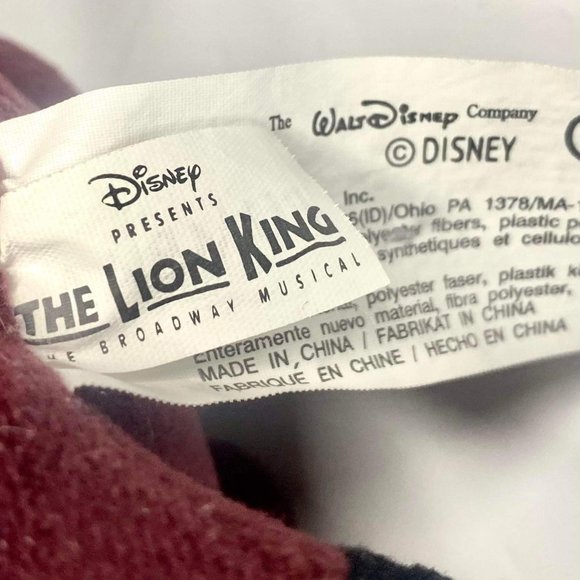 Disney
PRESENTS
THE LION KING
BROADWAY MUSICAL
The WALT DISNEY Company
© DISNEY
Inc.
(ID)/Ohio PA 1378/MA-
fibers, plastic
synthetiques et
polyester faser, plastik
Enteramente nuevo material, fibra polyester,
MADE IN CHINA / FABRIKAT IN CHINA
FABRIQUÉ EN CHINE / HECHO EN CHINA